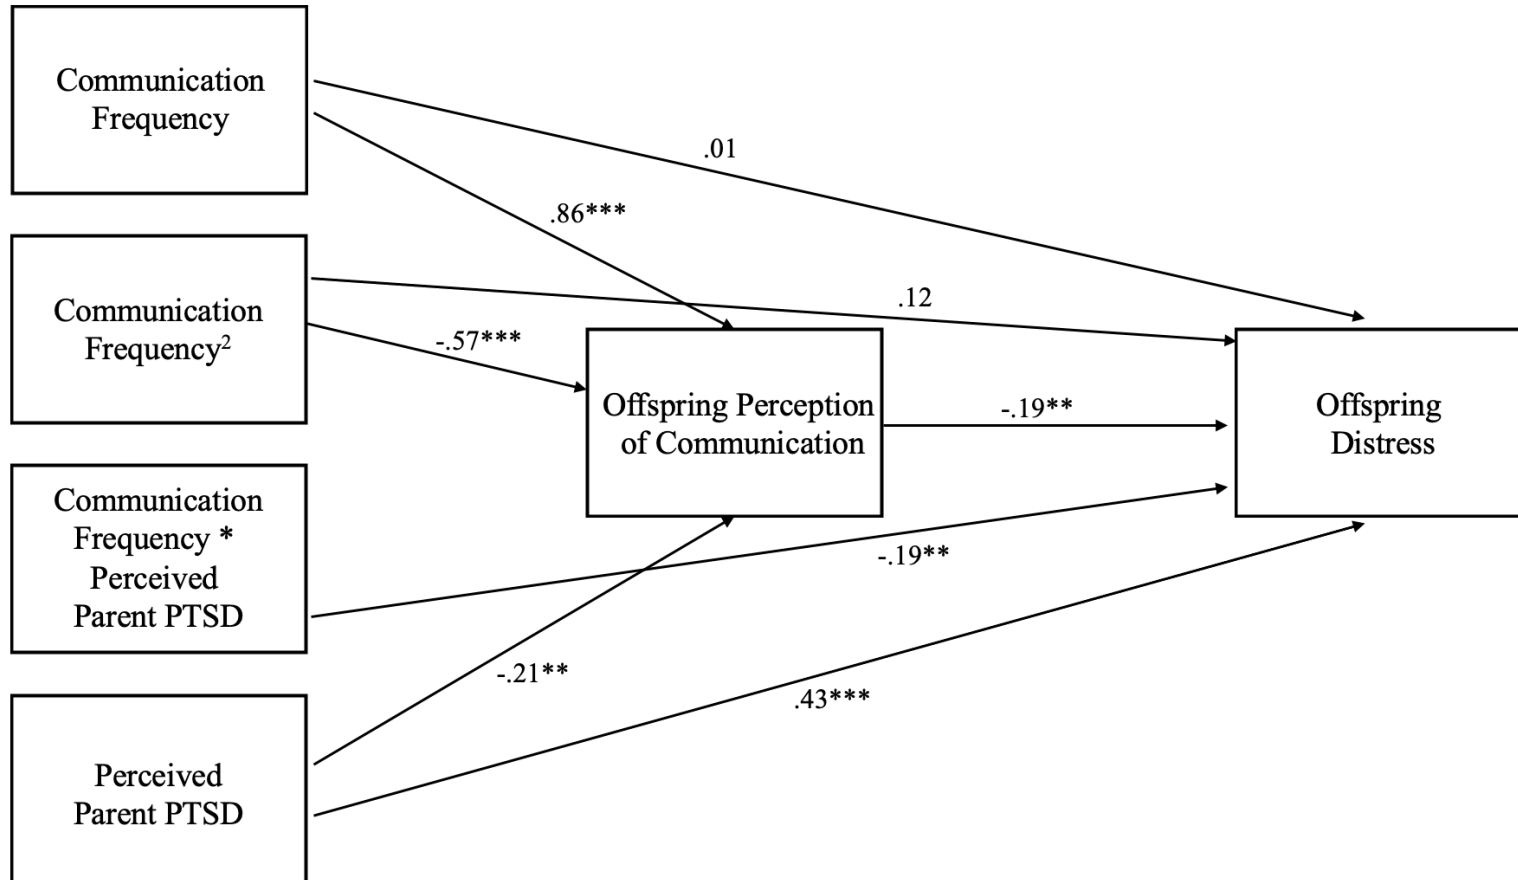 Communication
Frequency
.01
.86***
Communication
Frequency²
.12
-.57***
Offspring Perception
of Communication
-.19**
Offspring
Distress
Communication
Frequency *
Perceived
Parent PTSD
-.19**
-.21**
.43***
Perceived
Parent PTSD